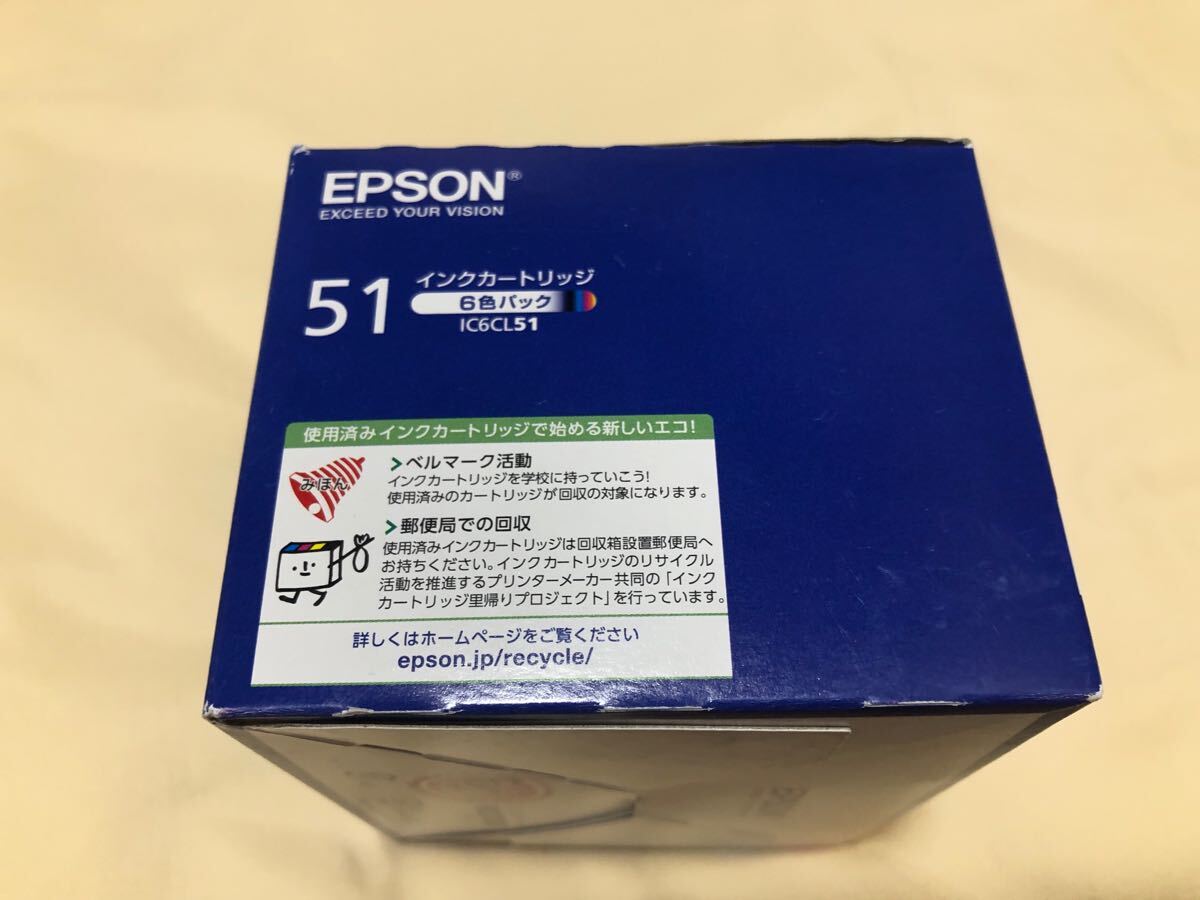 EPSON®
EXCEED YOUR VISION
51
インクカートリッジ
6色パック
IC6CL51
使用済みインクカートリッジで始める新しいエコ!
みほん
>ベルマーク活動
インクカートリッジを学校に持っていこう!
使用済みのカートリッジが回収の対象になります。
>郵便局での回収
使用済みインクカートリッジは回収箱設置郵便局へ
お持ちください。インクカートリッジのリサイクル
活動を推進するプリンターメーカー共同の「インク
カートリッジ里帰りプロジェクト」を行っています。
詳しくはホームページをご覧ください
epson.jp/recycle/